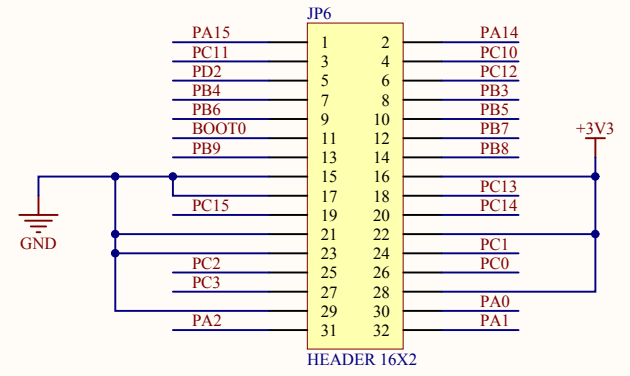 JP6
PA15 1 2 PA14
PC11 3 4 PC10
PD2 5 6 PC12
PB4 7 8 PB3
PB6 9 10 PB5
BOOT0 11 12 PB7
+3V3
PB9 13 14 PB8
15 16
17 18 PC13
PC15 19 20 PC14
21 22
GND
23 24 PC1
PC2 25 26 PC0
PC3 27 28
29 30 PA0
PA2 31 32 PA1
HEADER 16X2